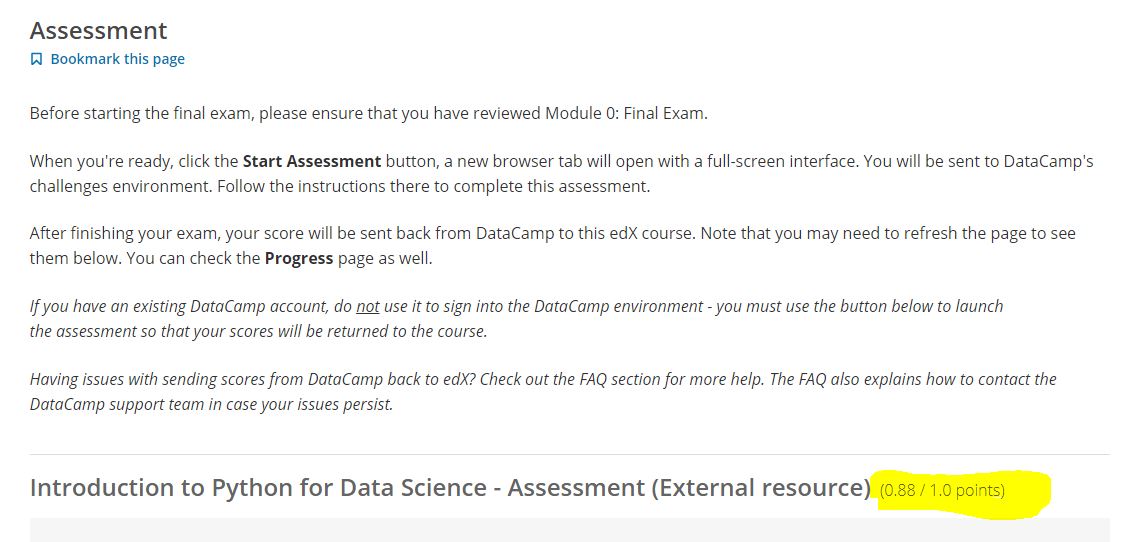 Assessment
Bookmark this page
Before starting the final exam, please ensure that you have reviewed Module 0: Final Exam.
When you're ready, click the Start Assessment button, a new browser tab will open with a full-screen interface. You will be sent to DataCamp's
challenges environment. Follow the instructions there to complete this assessment.
After finishing your exam, your score will be sent back from DataCamp to this edX course. Note that you may need to refresh the page to see
them below. You can check the Progress page as well.
If you have an existing DataCamp account, do not use it to sign into the DataCamp environment - you must use the button below to launch
the assessment so that your scores will be returned to the course.
Having issues with sending scores from DataCamp back to edX? Check out the FAQ section for more help. The FAQ also explains how to contact the
DataCamp support team in case your issues persist.
Introduction to Python for Data Science - Assessment (External resource) (0.88 / 1.0 points)